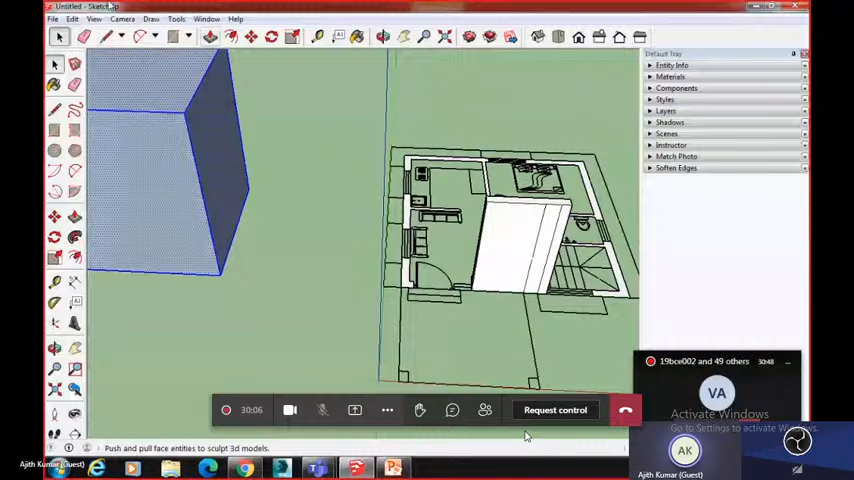 Untitled - SketchUp
File Edit View Camera Draw Tools Window Help
Default Tray
Entity Info
Materials
Components
Styles
Layers
Shadows
Scenes
Instructor
Match Photo
Soften Edges
19bce002 and 49 others 30:48
VA
Activate Windows
Go to Settings to activate Windows.
30:06
Request control
AK
Push and pull face entities to sculpt 3d models.
Ajith Kumar (Guest)
Ajith Kumar (Guest)